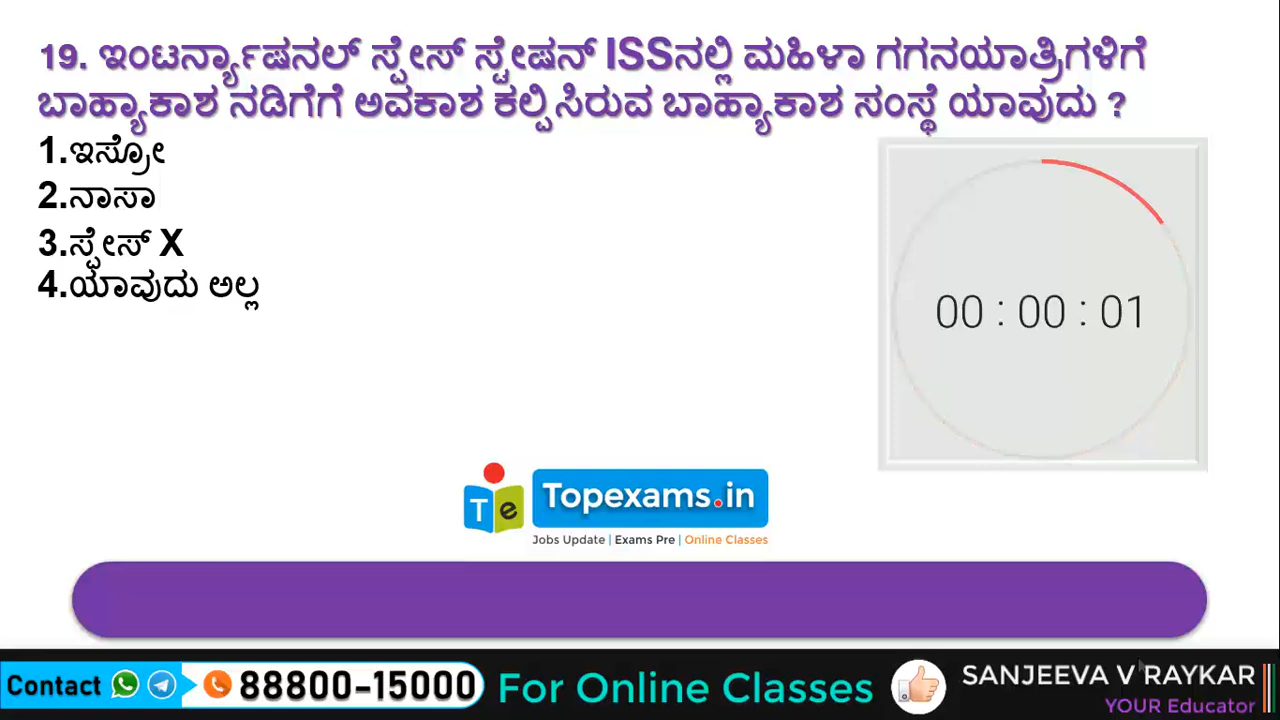 19. ಇಂಟರ್ನ್ಯಾಷನಲ್ ಸ್ಪೇಸ್ ಸ್ಟೇಷನ್ ISSನಲ್ಲಿ ಮಹಿಳಾ ಗಗನಯಾತ್ರಿಗಳಿಗೆ
ಬಾಹ್ಯಾಕಾಶ ನಡಿಗೆಗೆ ಅವಕಾಶ ಕಲ್ಪಿಸಿರುವ ಬಾಹ್ಯಾಕಾಶ ಸಂಸ್ಥೆ ಯಾವುದು ?
1.ಇಸ್ರೋ
2.ನಾಸಾ
3.ಸ್ಪೇಸ್ X
4.ಯಾವುದು ಅಲ್ಲ
00 : 00 : 01
Te
Topexams.in
Jobs Update | Exams Pre | Online Classes
Contact 88800-15000 For Online Classes
SANJEEVA V RAYKAR
YOUR Educator